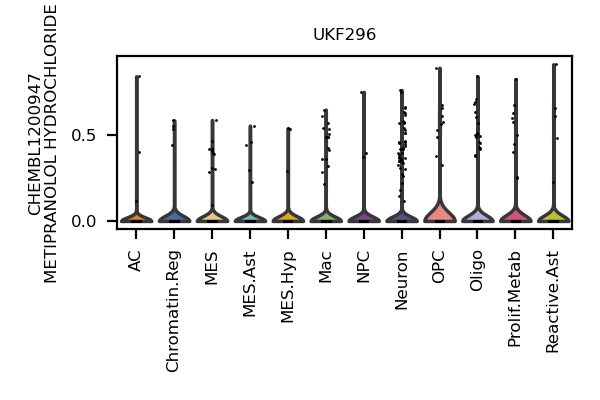 UKF296
CHEMBL1200947
METIPRANOLOL HYDROCHLORIDE
0.5
0.0
AC
Chromatin.Reg
MES
MES.Ast
MES.Hyp
Mac
NPC
Neuron
OPC
Oligo
Prolif.Metab
Reactive.Ast